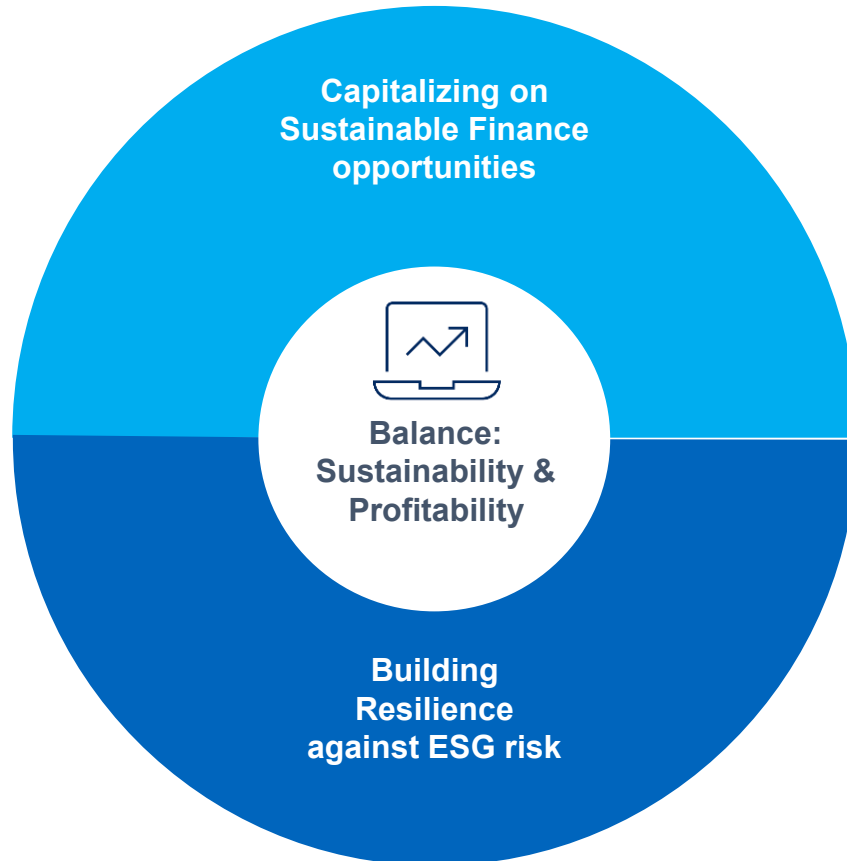 Capitalizing on
Sustainable Finance
opportunities
Balance:
Sustainability &
Profitability
Building
Resilience
against ESG risk